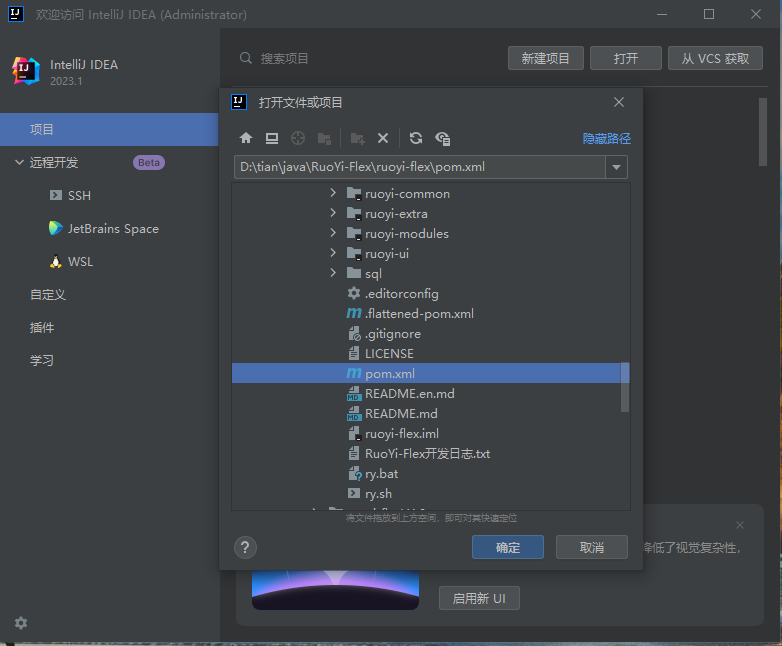 欢迎访问 IntelliJ IDEA (Administrator)
IntelliJ IDEA
2023.1
搜索项目
新建项目
打开
从 VCS 获取
项目
远程开发
Beta
SSH
JetBrains Space
WSL
自定义
插件
学习
打开文件或项目
隐藏路径
D:\tian\java\RuoYi-Flex\ruoyi-flex\pom.xml
ruoyi-common
ruoyi-extra
ruoyi-modules
ruoyi-ui
sql
.editorconfig
.flattened-pom.xml
.gitignore
LICENSE
pom.xml
README.en.md
README.md
ruoyi-flex.iml
RuoYi-Flex开发日志.txt
ry.bat
ry.sh
将文件拖放到上方空间，即可对其快速定位
?
确定
取消
降低了视觉复杂性，
启用新 UI